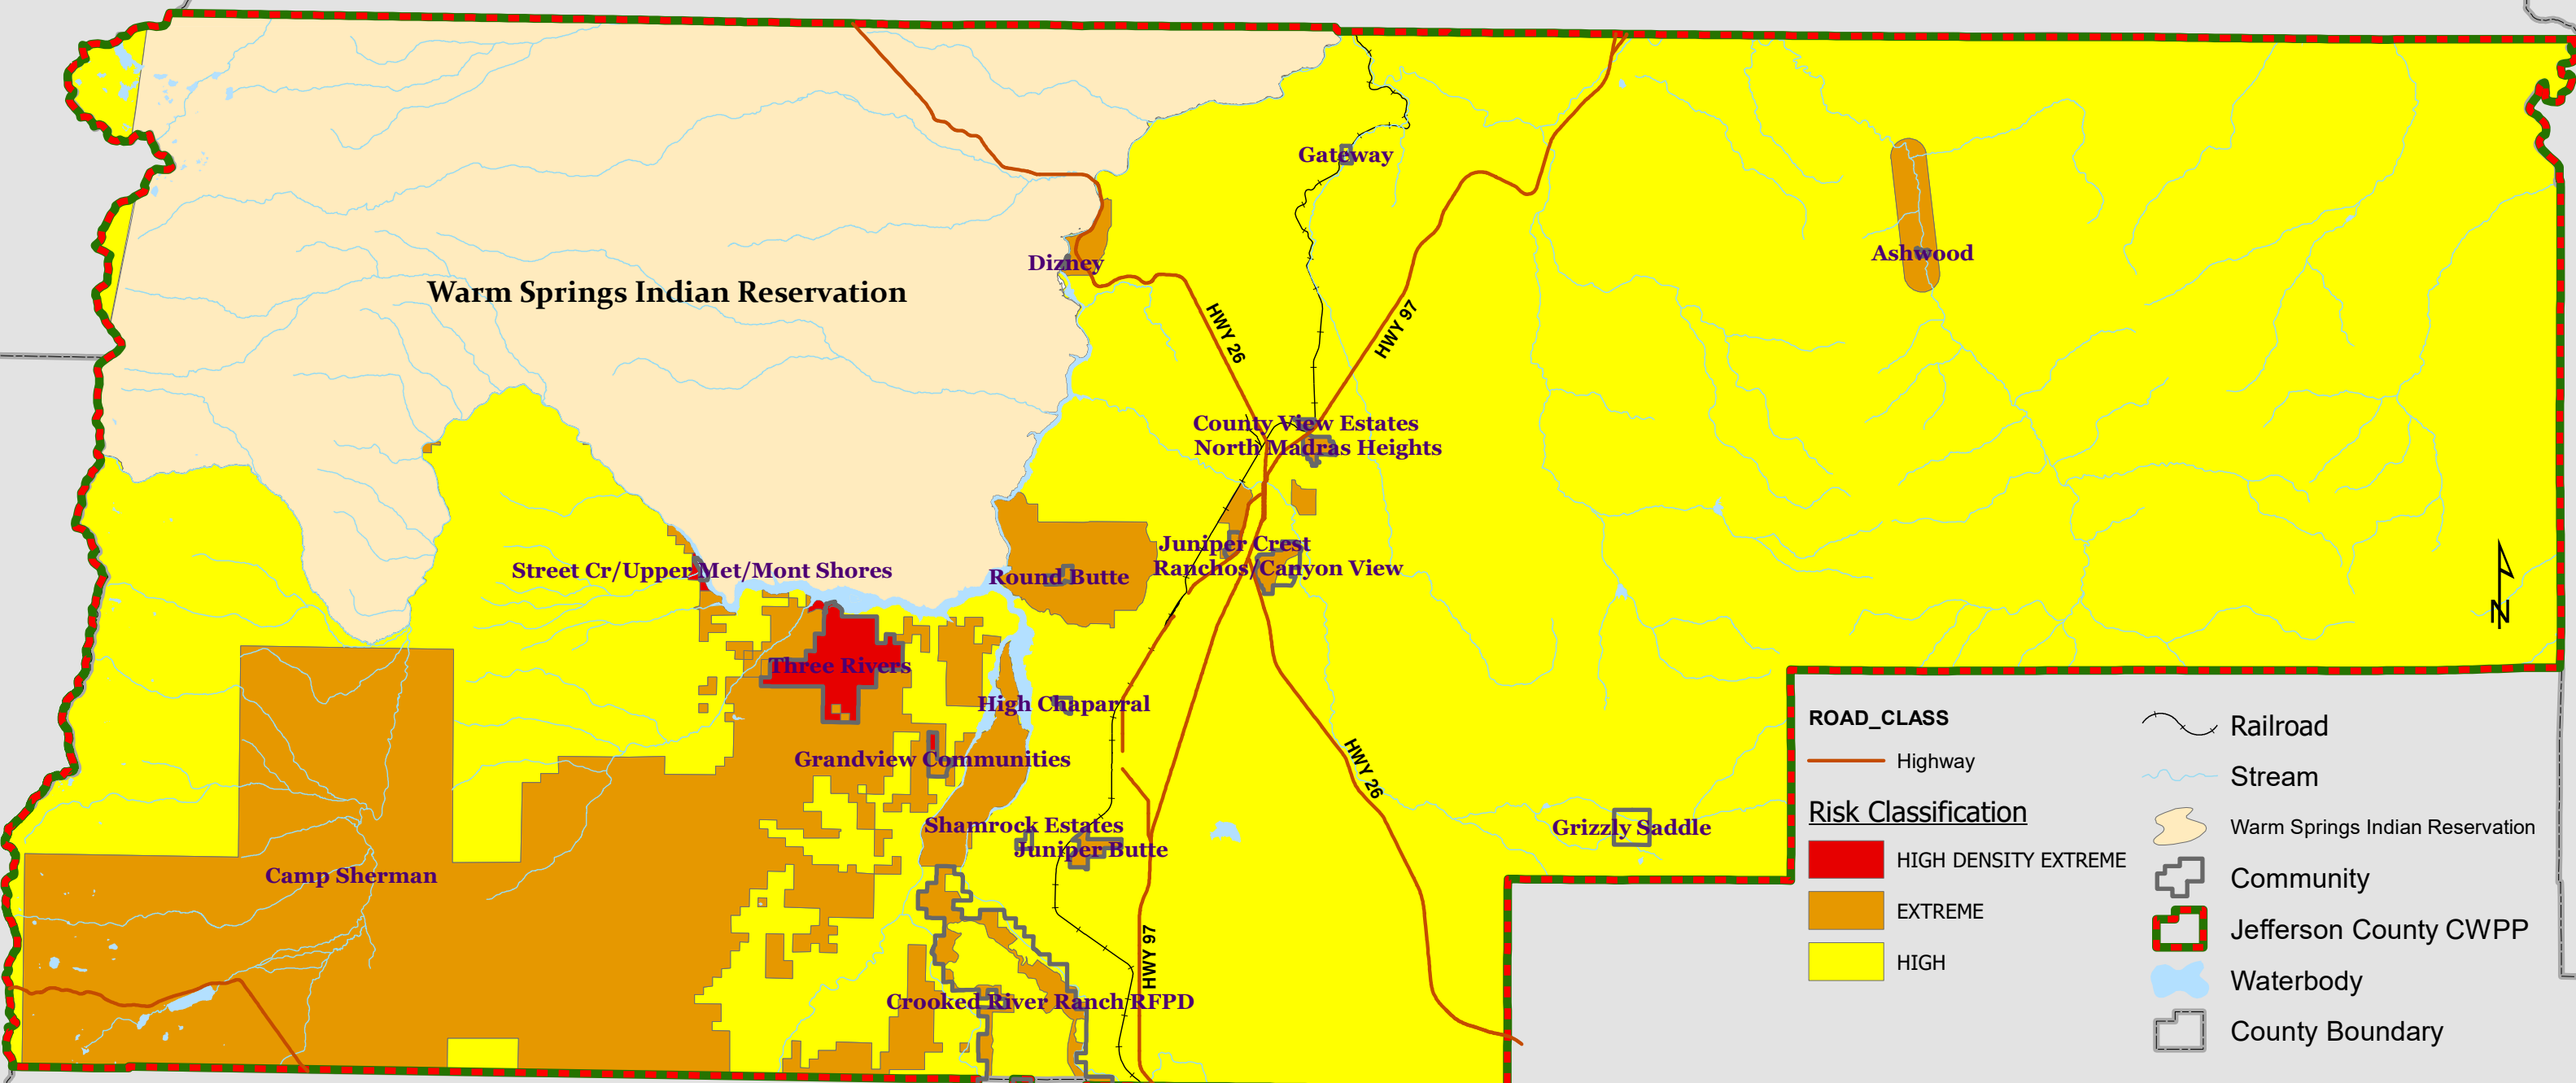 Gateway
Ashwood
Dizney
Warm Springs Indian Reservation
HWY 26
HWY 97
County View Estates
North Madras Heights
Juniper Crest
Ranchos/Canyon View
Street Cr/Upper Met/Mont Shores
Round Butte
Three Rivers
High Chaparral
Grandview Communities
HWY 26
Shamrock Estates
Juniper Butte
Grizzly Saddle
Camp Sherman
HWY 97
Crooked River Ranch RFPD
N
ROAD_CLASS
Highway
Risk Classification
HIGH DENSITY EXTREME
EXTREME
HIGH
Railroad
Stream
Warm Springs Indian Reservation
Community
Jefferson County CWPP
Waterbody
County Boundary